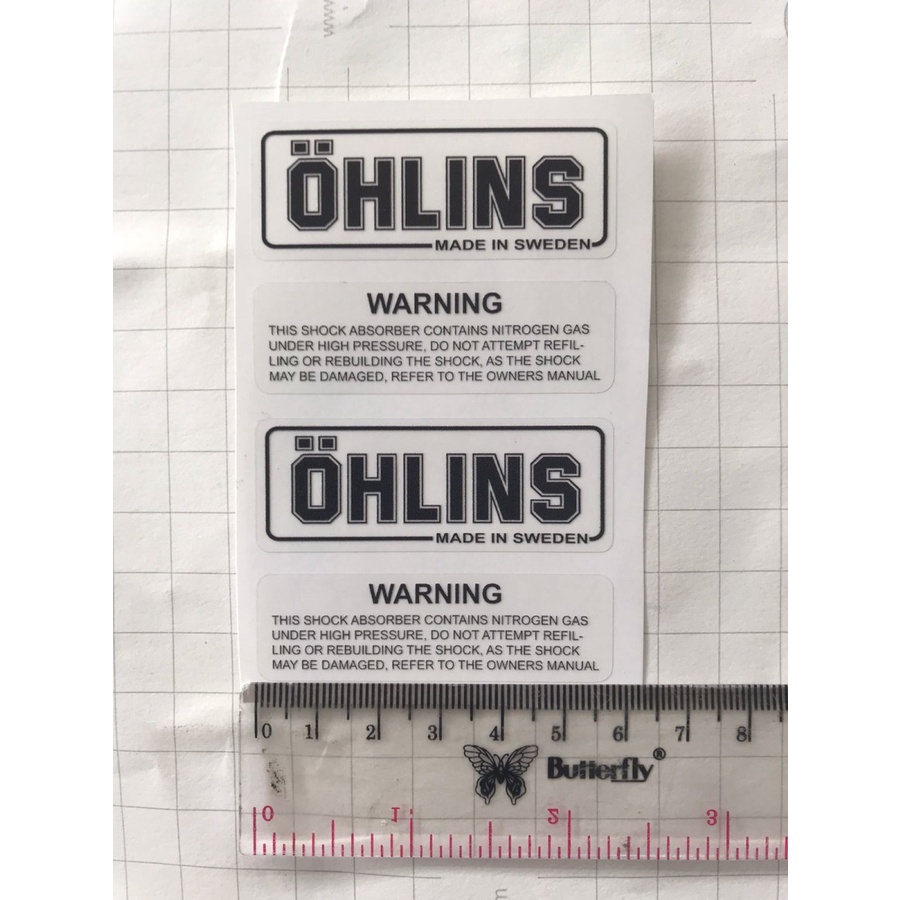 ÖHLINS
MADE IN SWEDEN
WARNING
THIS SHOCK ABSORBER CONTAINS NITROGEN GAS
UNDER HIGH PRESSURE, DO NOT ATTEMPT REFIL-
LING OR REBUILDING THE SHOCK, AS THE SHOCK
MAY BE DAMAGED, REFER TO THE OWNERS MANUAL
ÖHLINS
MADE IN SWEDEN
WARNING
THIS SHOCK ABSORBER CONTAINS NITROGEN GAS
UNDER HIGH PRESSURE, DO NOT ATTEMPT REFIL-
LING OR REBUILDING THE SHOCK, AS THE SHOCK
MAY BE DAMAGED, REFER TO THE OWNERS MANUAL
0 1 2 3 4 5 6 7 8
Butterfly®
0 1 2 3